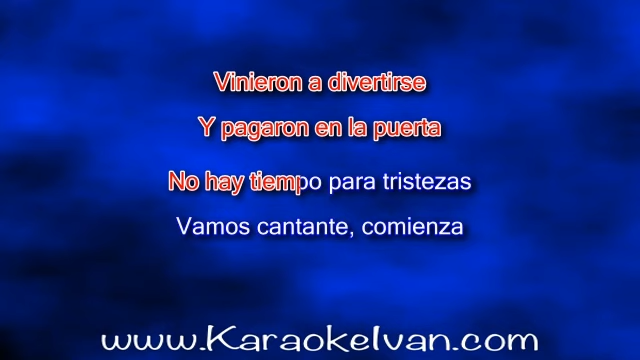 Vinieron a divertirse
Y pagaron en la puerta
No hay tiempo para tristezas
Vamos cantante, comienza
www.KaraokeIvan.com